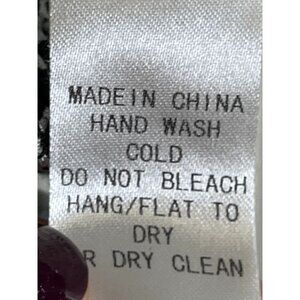 MADEIN CHINA
HAND WASH
COLD
DO NOT BLEACH
HANG/FLAT TO
DRY
R DRY CLEAN